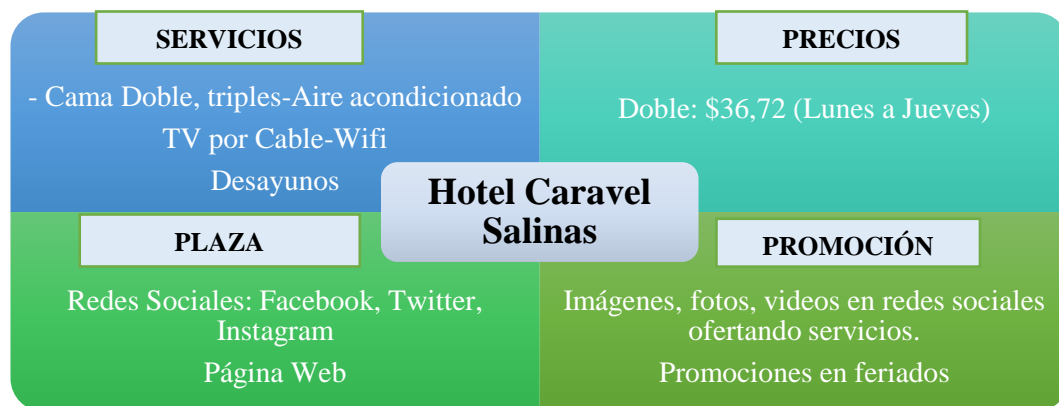 SERVICIOS
- Cama Doble, triples-Aire acondicionado
TV por Cable-Wifi
Desayunos
PRECIOS
Doble: $36,72 (Lunes a Jueves)
Hotel Caravel
Salinas
PLAZA
Redes Sociales: Facebook, Twitter,
Instagram
Página Web
PROMOCIÓN
Imágenes, fotos, videos en redes sociales
ofertando servicios.
Promociones en feriados